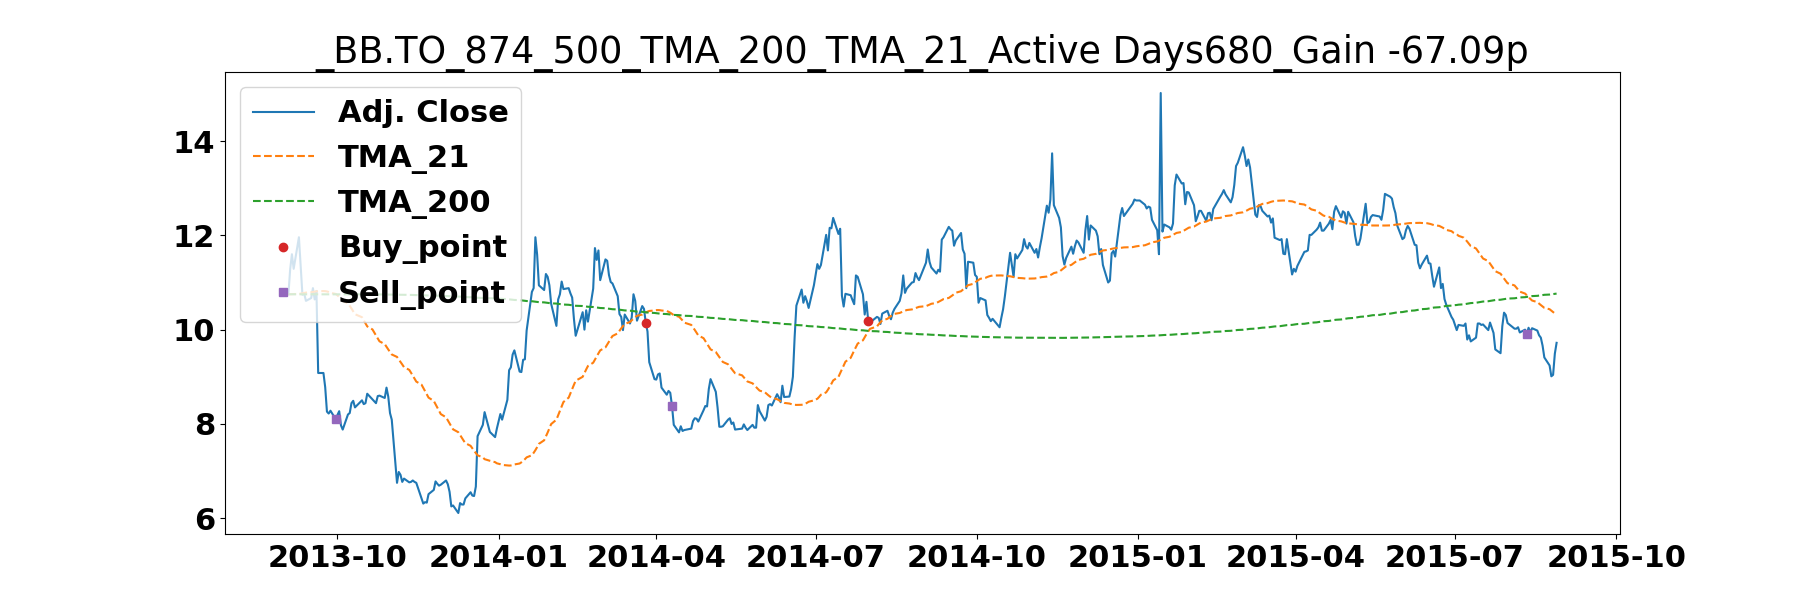 _BB.TO_874_500_TMA_200_TMA_21_Active Days680_Gain -67.09p
Adj. Close
TMA_21
TMA_200
Buy_point
Sell_point
14
12
10
8
6
2013-10 2014-01 2014-04 2014-07 2014-10 2015-01 2015-04 2015-07 2015-10